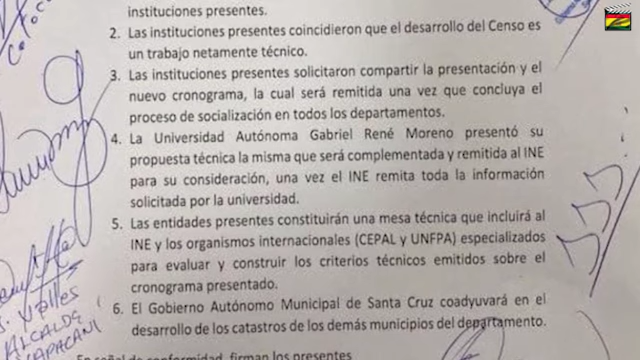 instituciones presentes.
2. Las instituciones presentes coincidieron que el desarrollo del Censo es
un trabajo netamente técnico.
3. Las instituciones presentes solicitaron compartir la presentación y el
nuevo cronograma, la cual será remitida una vez que concluya el
proceso de socialización en todos los departamentos.
4. La Universidad Autónoma Gabriel René Moreno presentó su
propuesta técnica la misma que será complementada y remitida al INE
para su consideración, una vez el INE remita toda la información
solicitada por la universidad.
5. Las entidades presentes constituirán una mesa técnica que incluirá al
INE y los organismos internacionales (CEPAL y UNFPA) especializados
para evaluar y construir los criterios técnicos emitidos sobre el
cronograma presentado.
6. El Gobierno Autónomo Municipal de Santa Cruz coadyuvará en el
desarrollo de los catastros de los demás municipios del departamento.
En señal de conformidad, firman los presentes
ALCALDE